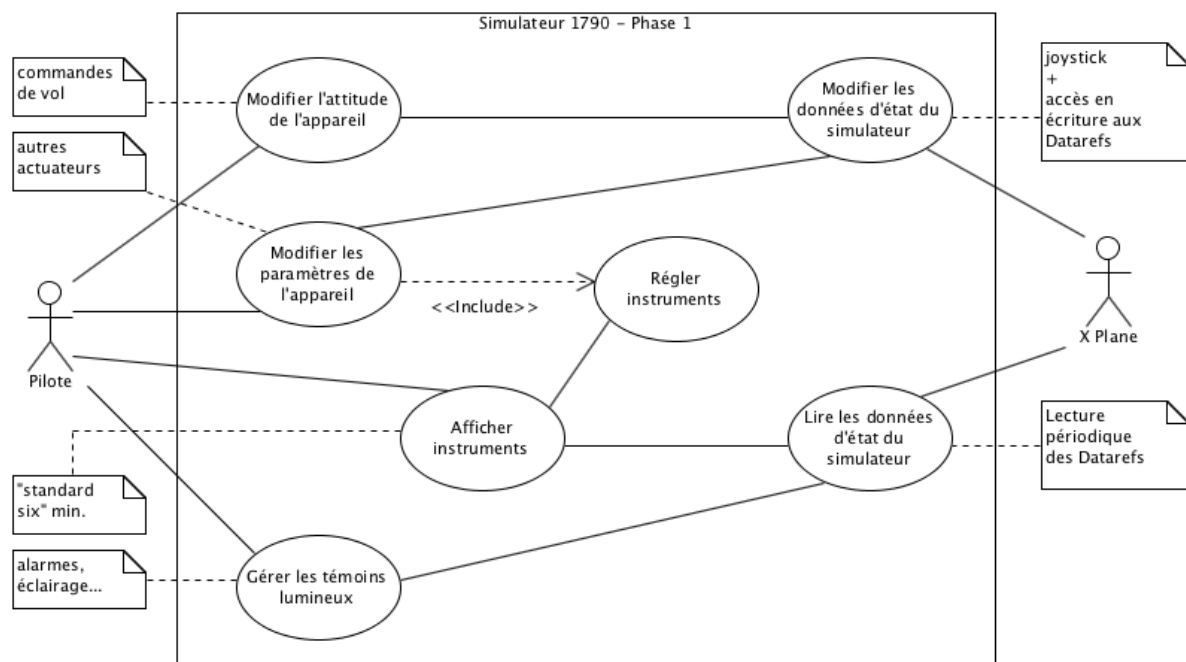 Simulateur 1790 – Phase 1
commandes
de vol
Modifier l'attitude
de l'appareil
Modifier les
données d'état du
simulateur
joystick
+
accès en
écriture aux
Datarefs
autres
actuateurs
Modifier les
paramètres de
l'appareil
<<Include>>
Régler
instruments
Pilote
X Plane
Afficher
instruments
Lire les données
d'état du
simulateur
Lecture
périodique
des Datarefs
"standard
six" min.
alarmes,
éclairage...
Gérer les témoins
lumineux